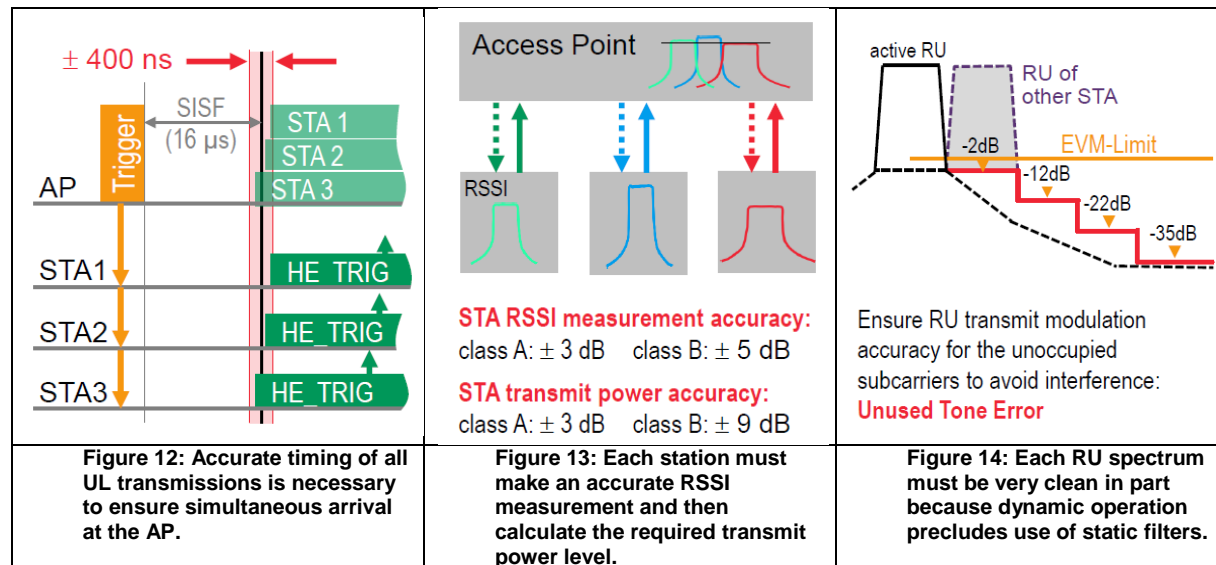 ± 400 ns
SISF
(16 µs)
Trigger
STA 1
STA 2
STA 3
AP
STA1
HE_TRIG
STA2
HE_TRIG
STA3
HE_TRIG
Figure 12: Accurate timing of all
UL transmissions is necessary
to ensure simultaneous arrival
at the AP.
Access Point
RSSI
STA RSSI measurement accuracy:
class A: ± 3 dB class B: ± 5 dB
STA transmit power accuracy:
class A: ± 3 dB class B: ± 9 dB
Figure 13: Each station must
make an accurate RSSI
measurement and then
calculate the required transmit
power level.
active RU
RU of
other STA
EVM-Limit
-2dB
-12dB
-22dB
-35dB
Ensure RU transmit modulation
accuracy for the unoccupied
subcarriers to avoid interference:
Unused Tone Error
Figure 14: Each RU spectrum
must be very clean in part
because dynamic operation
precludes use of static filters.